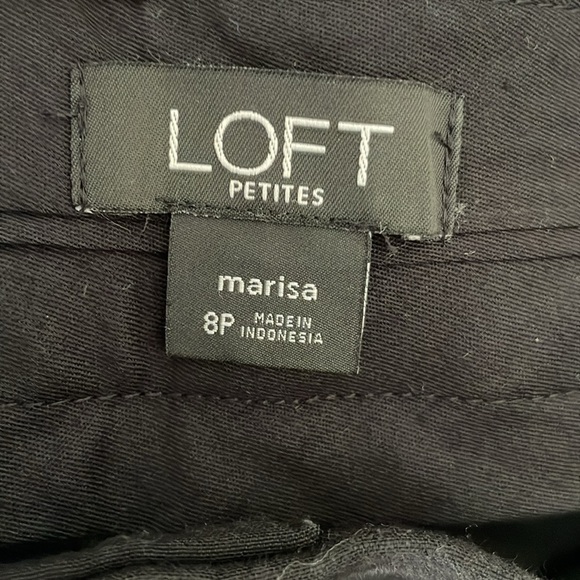 LOFT
PETITES
marisa
8P MADE IN
INDONESIA